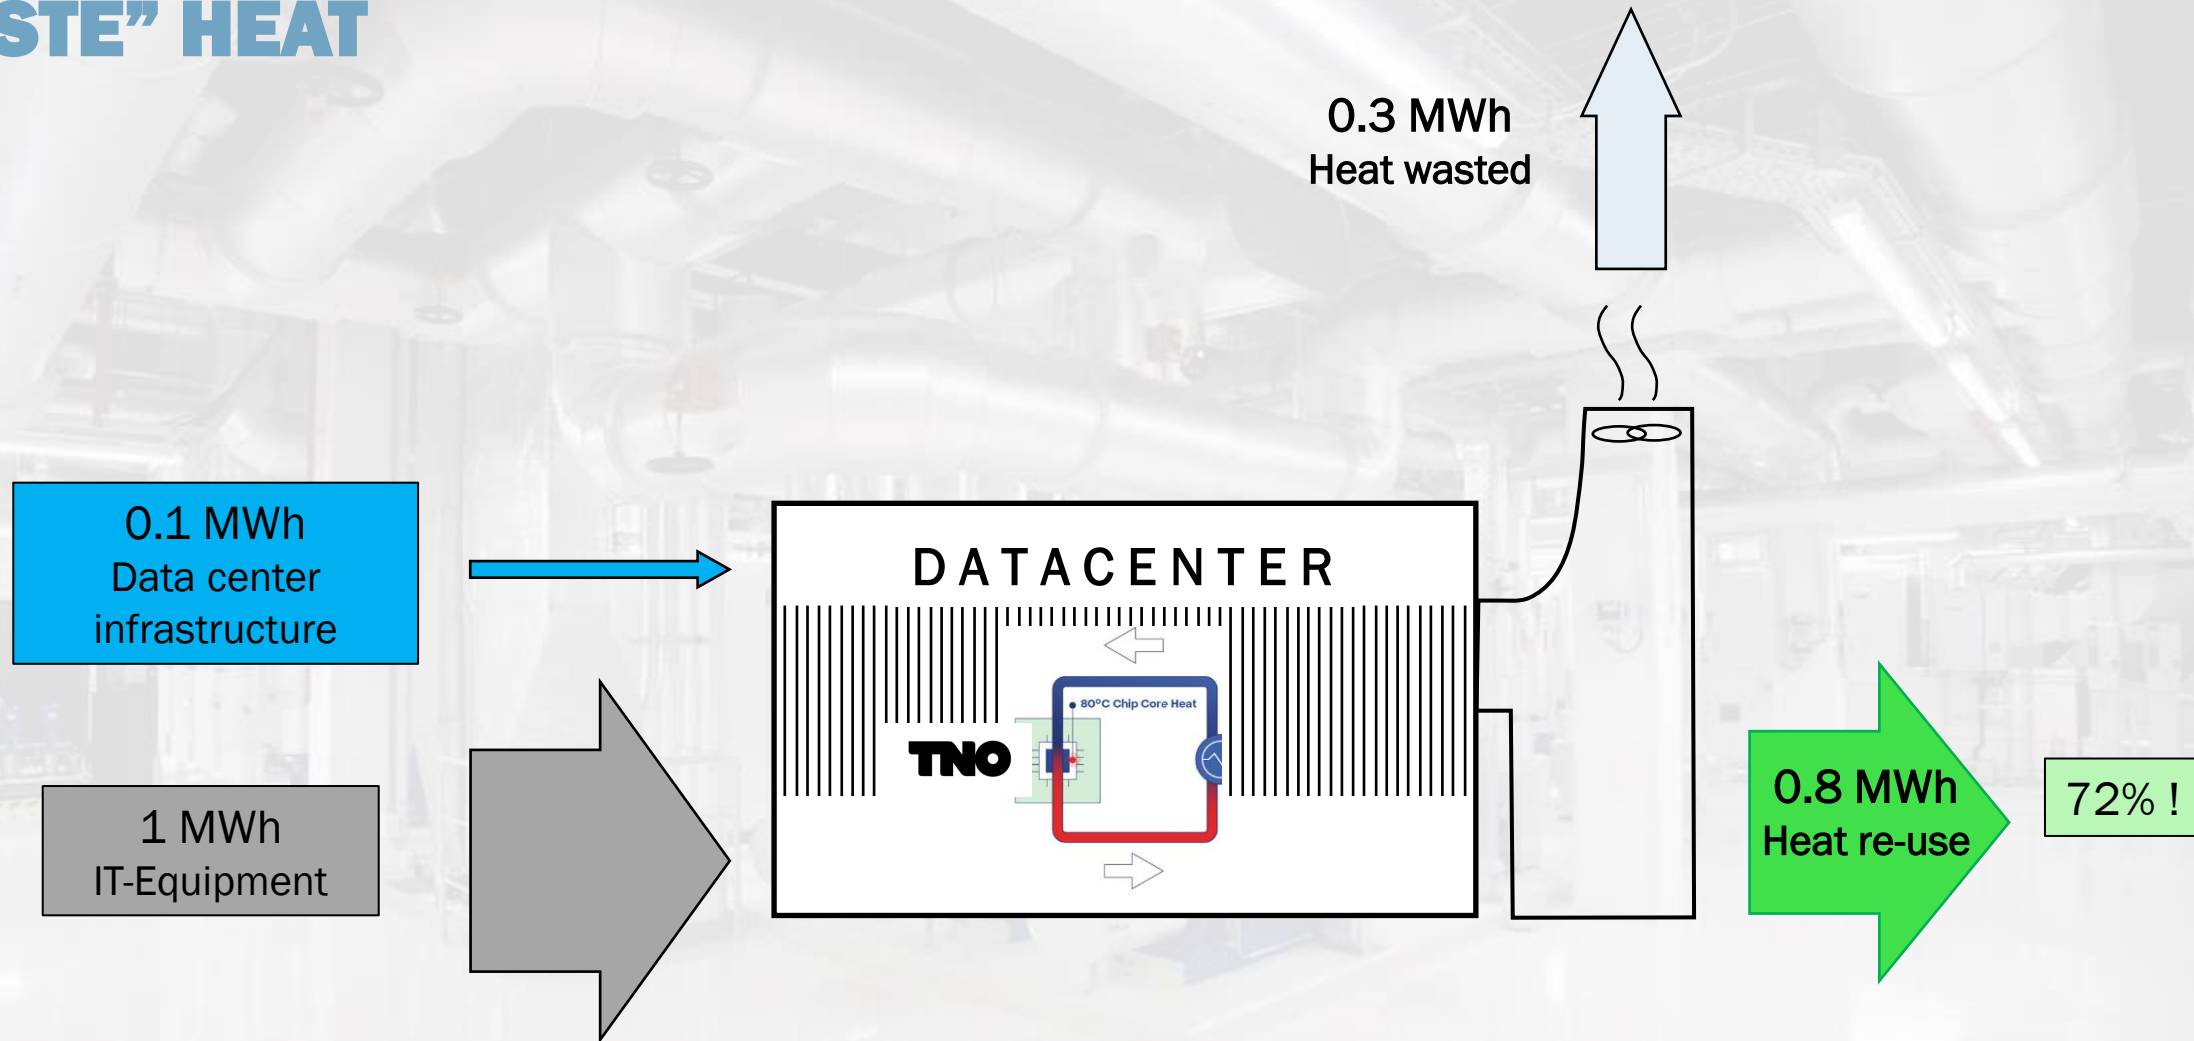 STE” HEAT
0.3 MWh
Heat wasted
0.1 MWh
Data center
infrastructure
DATACENTER
80°C Chip Core Heat
TNO
1 MWh
IT-Equipment
0.8 MWh
Heat re-use
72% !